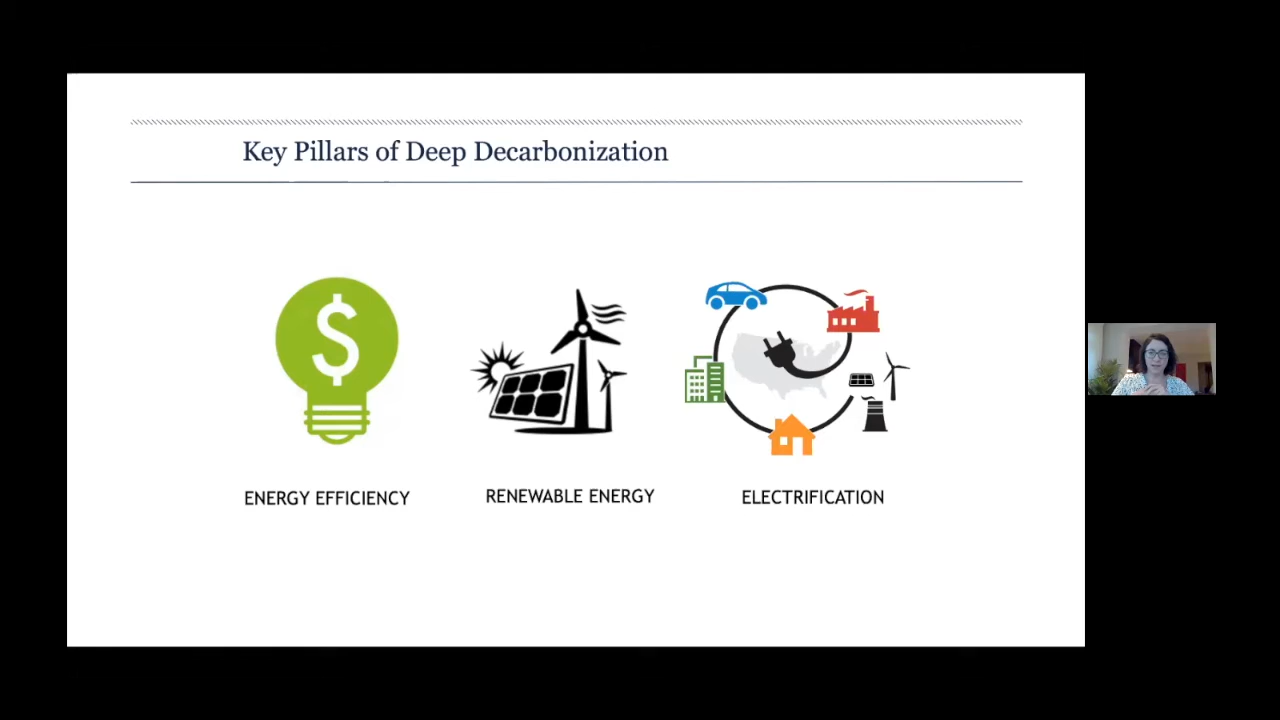 Key Pillars of Deep Decarbonization
$
ENERGY EFFICIENCY
RENEWABLE ENERGY
ELECTRIFICATION